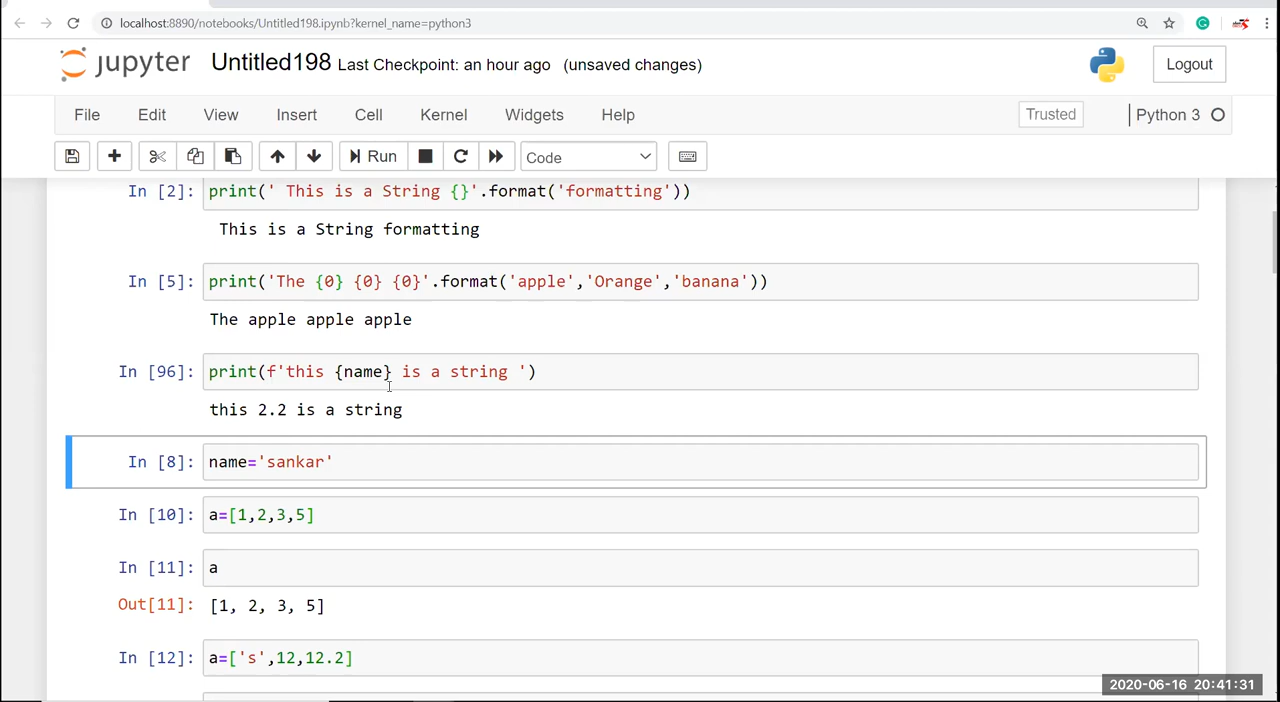 localhost:8890/notebooks/Untitled198.ipynb?kernel_name=python3
jupyter Untitled198 Last Checkpoint: an hour ago (unsaved changes) Logout
File Edit View Insert Cell Kernel Widgets Help Trusted Python 3
Run Code
In [2]: print(' This is a String {}'.format('formatting'))
This is a String formatting
In [5]: print('The {0} {0} {0}'.format('apple','Orange','banana'))
The apple apple apple
In [96]: print(f'this {name} is a string ')
this 2.2 is a string
In [8]: name='sankar'
In [10]: a=[1,2,3,5]
In [11]: a
Out[11]: [1, 2, 3, 5]
In [12]: a=['s',12,12.2]
2020-06-16 20:41:31